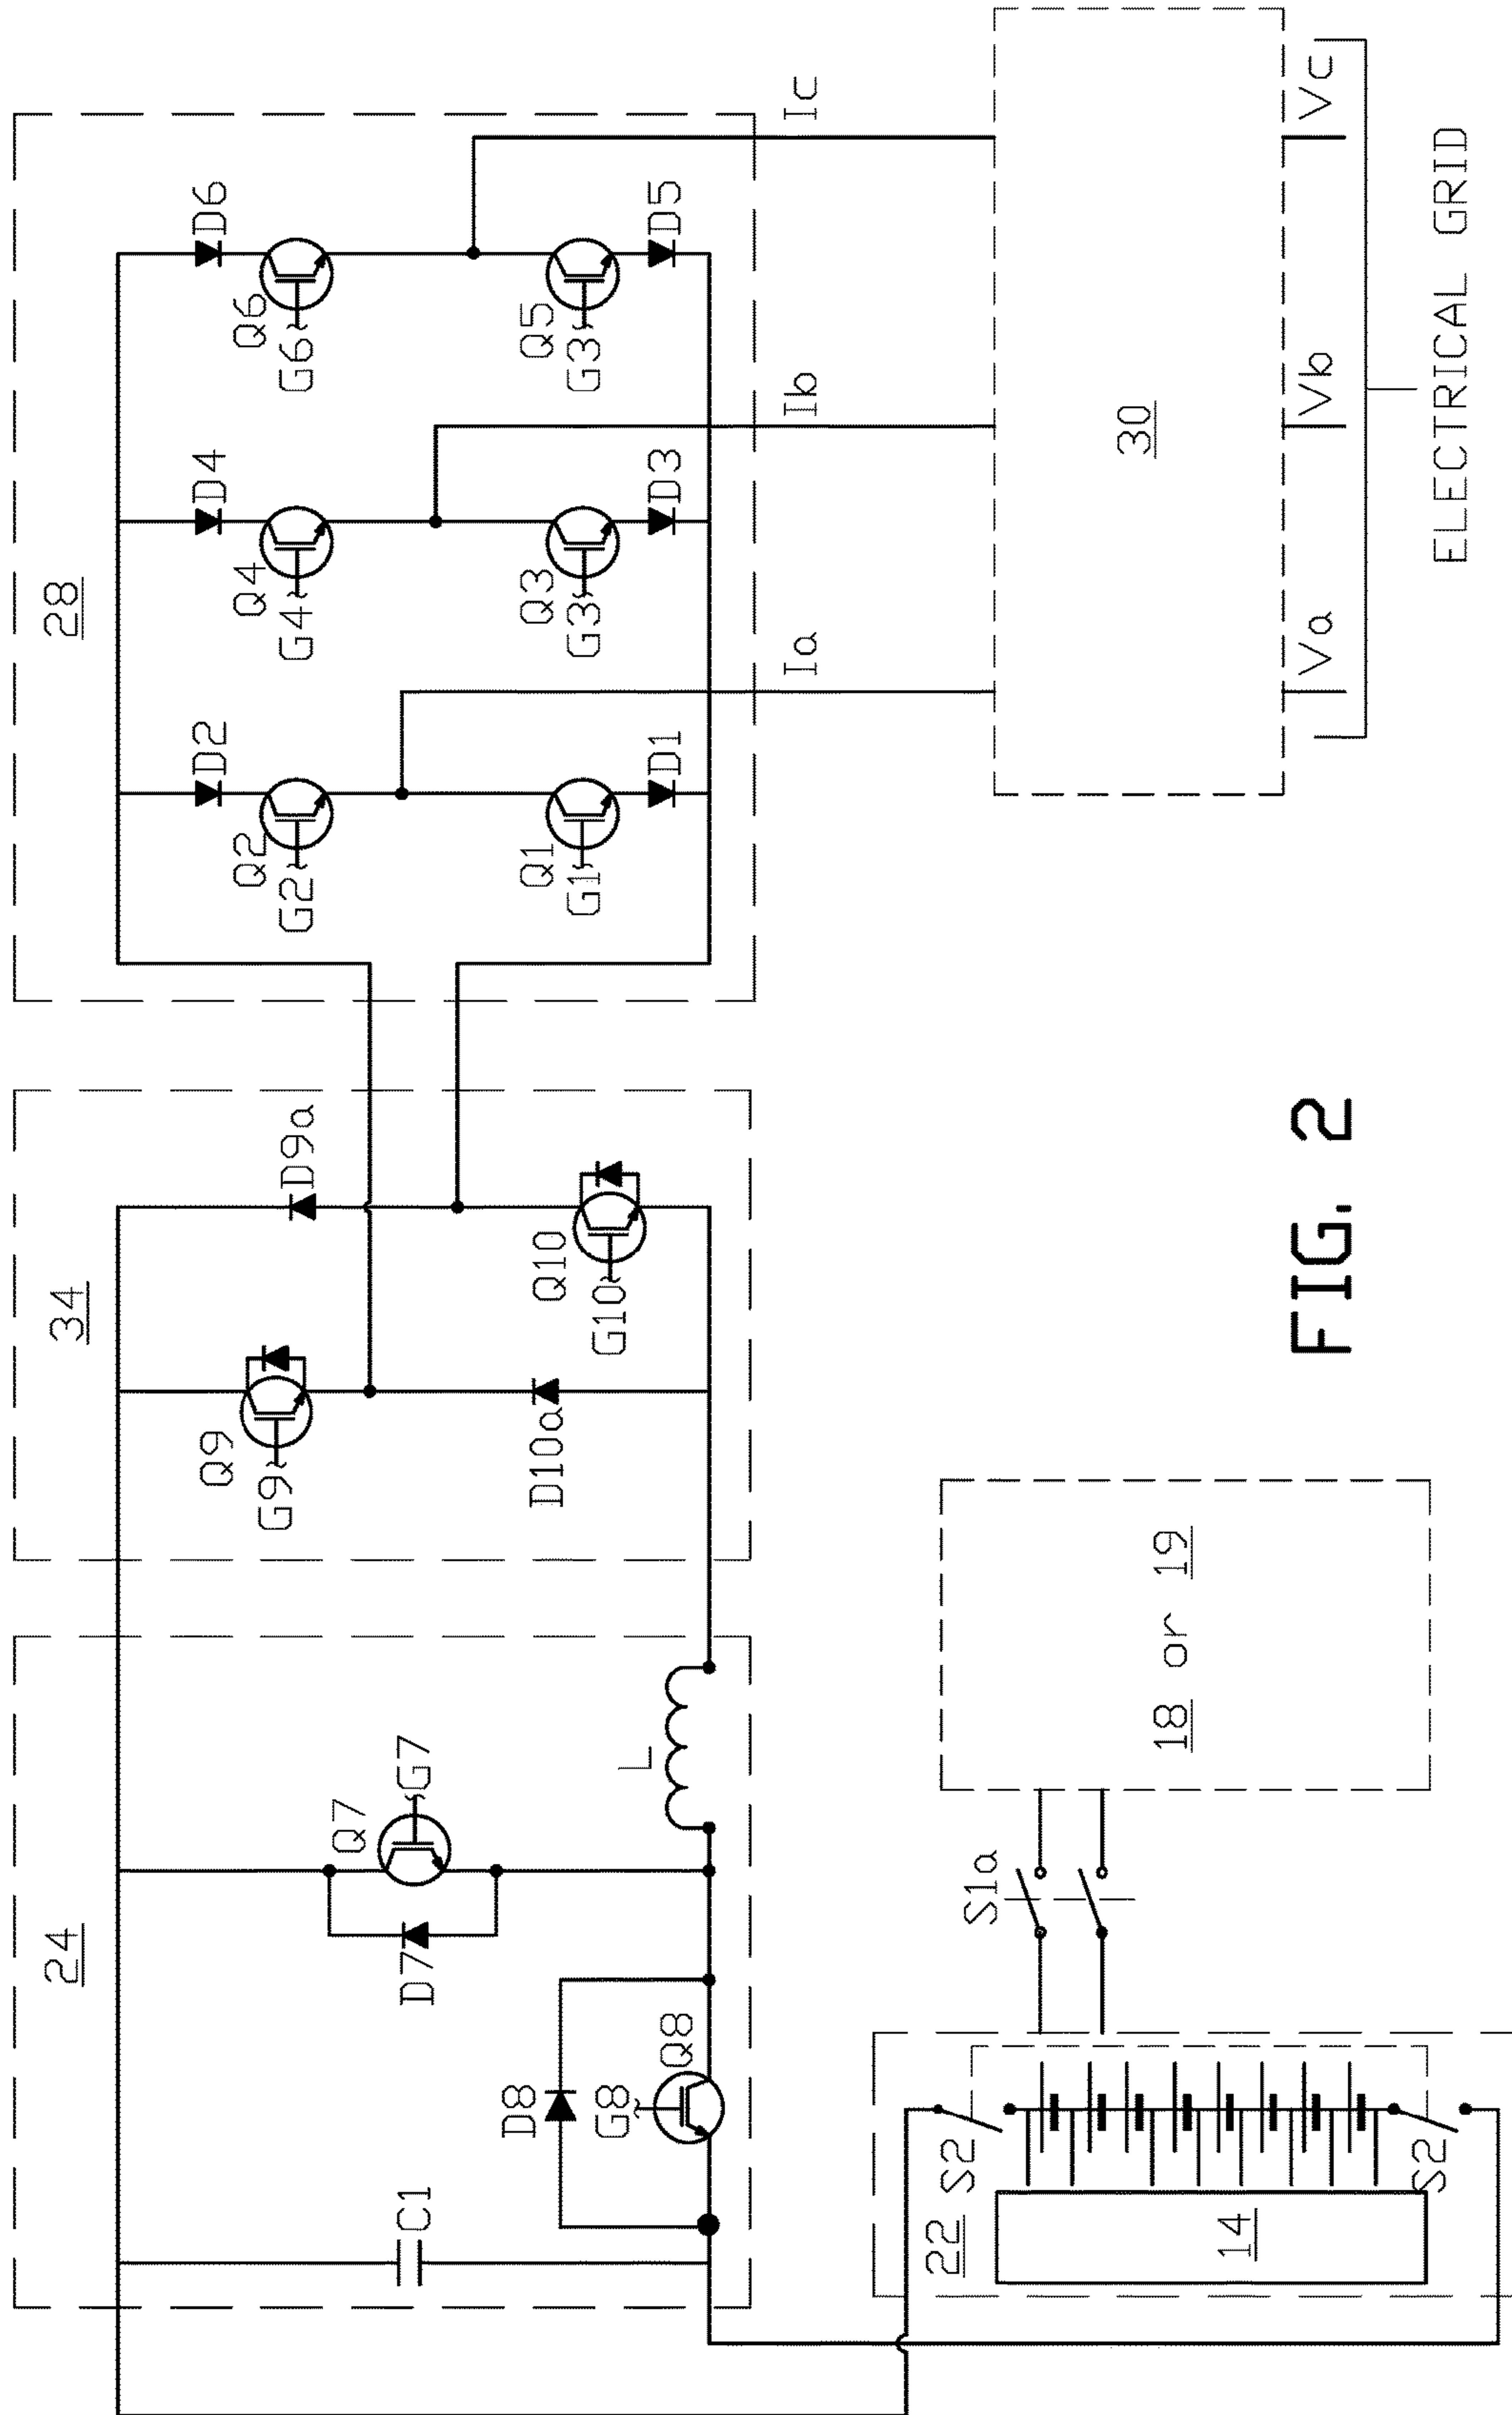 24
C1
D8
G8
Q8
D7
Q7
G7
L
34
Q9
G9
D10a
D9a
Q10
G10
28
D2
Q2
G2
Q1
G1
D1
D4
Q4
G4
Q3
G3
D3
D6
Q6
G6
Q5
G3
D5
Ia
Ib
Ic
30
Va
Vb
Vc
ELECTRICAL GRID
22
S2
14
S2
S1a
18 or 19
FIG. 2